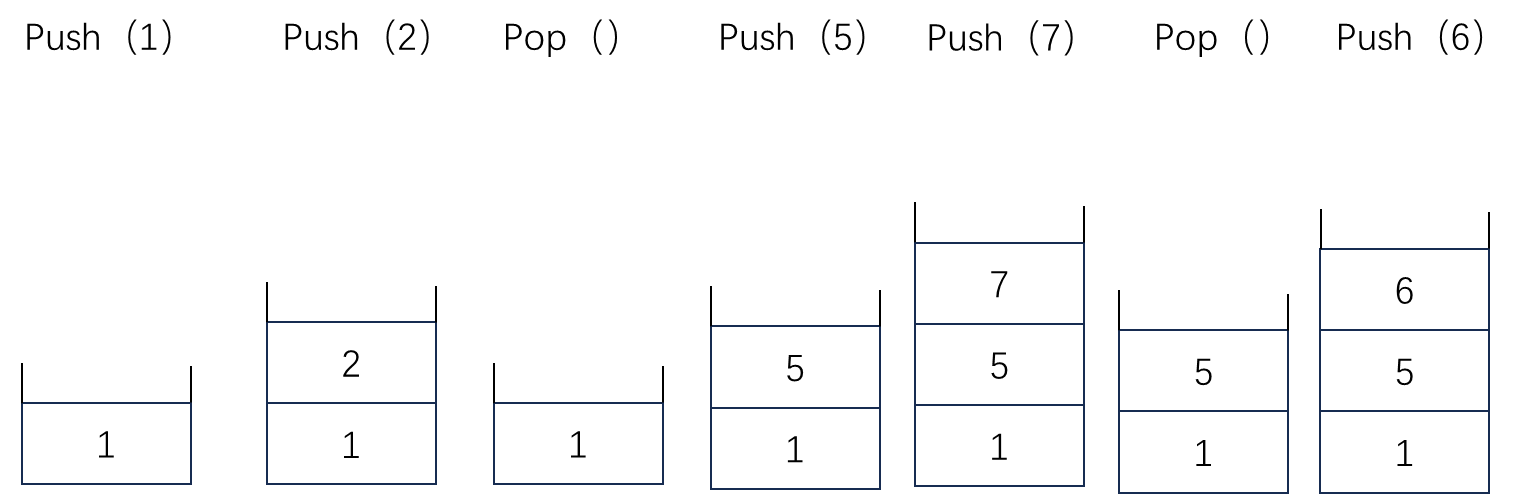 Push（1） Push（2） Pop（） Push（5） Push（7） Pop（） Push（6）
7 6
2 5 5 5 5
1 1 1 1 1 1 1